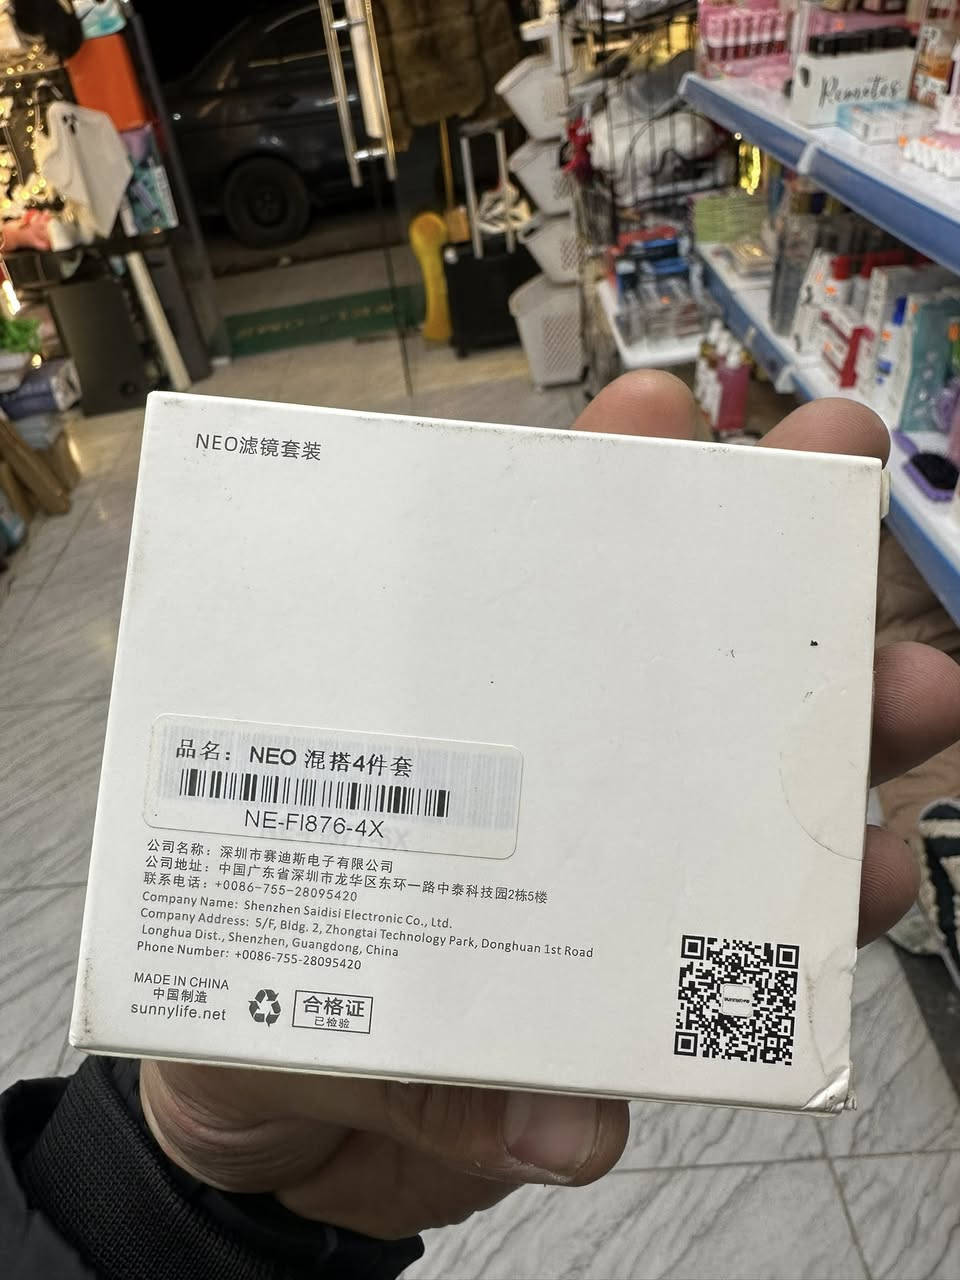 Remotes
NEO滤镜套装
品名： NEO 混搭4件套
NE-FI876-4X
公司名称：深圳市赛迪斯电子有限公司
公司地址：中国广东省深圳市龙华区东环一路中泰科技园2栋5楼
联系电话：+0086-755-28095420
Company Name: Shenzhen Saidisi Electronic Co., Ltd.
Company Address: 5/F, Bldg. 2, Zhongtai Technology Park, Donghuan 1st Road
Longhua Dist., Shenzhen, Guangdong, China
Phone Number: +0086-755-28095420
MADE IN CHINA
中国制造
sunnylife.net
合格证
已检验